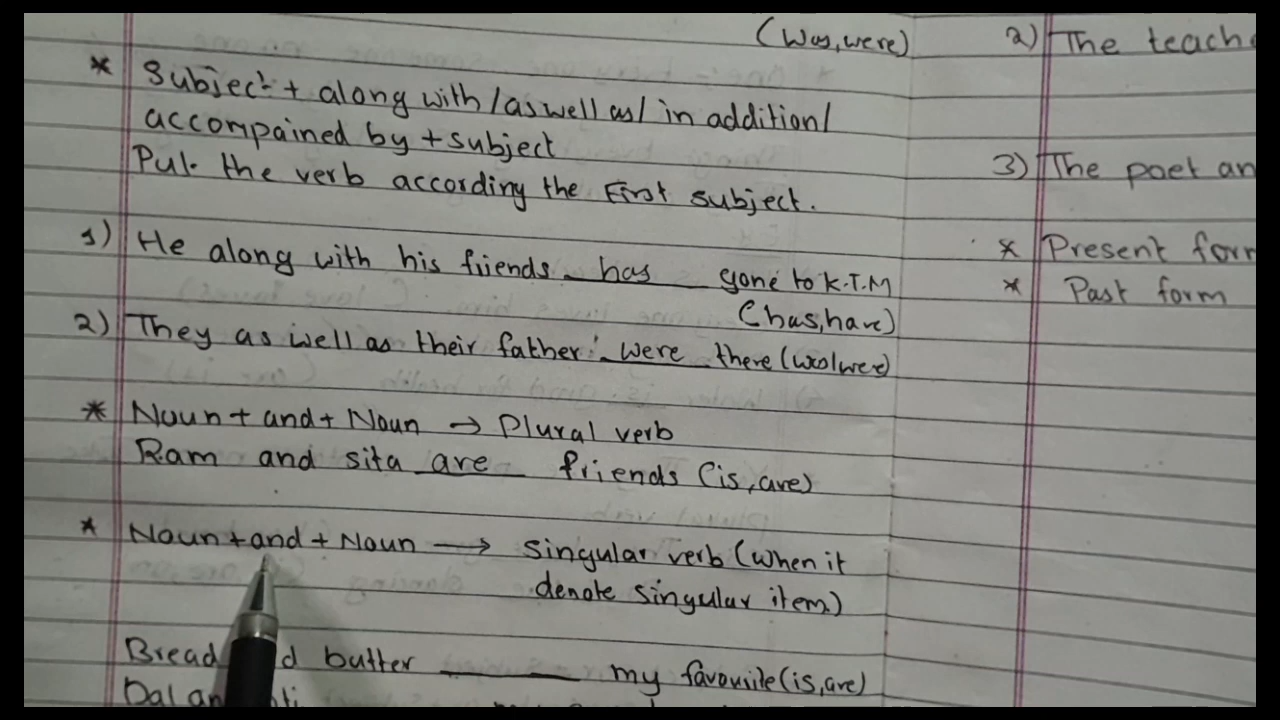 (was, were)
* Subject + along with / as well as / in addition /
accompained by + subject
Put the verb according the First subject.
1) He along with his friends has gone to K.T.M
(has, have)
2) They as well as their father were there (was/were)
* Noun + and + Noun → Plural verb
Ram and sita are friends (is, are)
* Noun + and + Noun → singular verb (when it
denote singular item)
Bread butter ______ my favourite (is, are)
Dal
2) The
3) The poet
* Present
* Past form